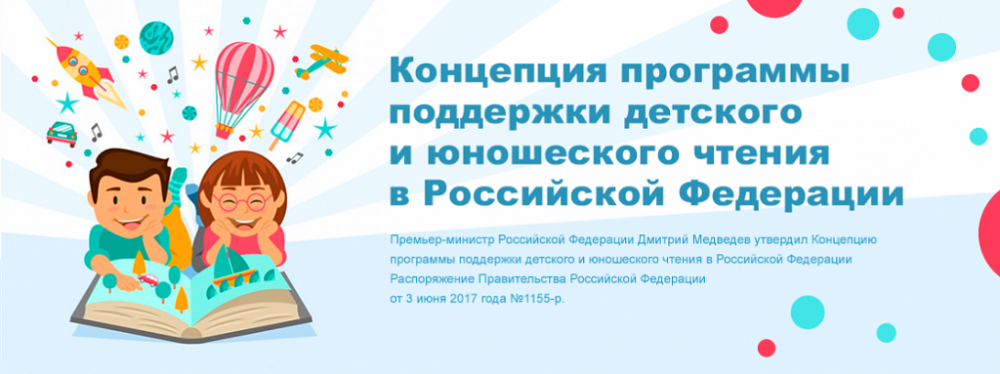 Концепция программы
поддержки детского
и юношеского чтения
в Российской Федерации
Премьер-министр Российской Федерации Дмитрий Медведев утвердил Концепцию
программы поддержки детского и юношеского чтения в Российской Федерации
Распоряжение Правительства Российской Федерации
от 3 июня 2017 года №1155-р.